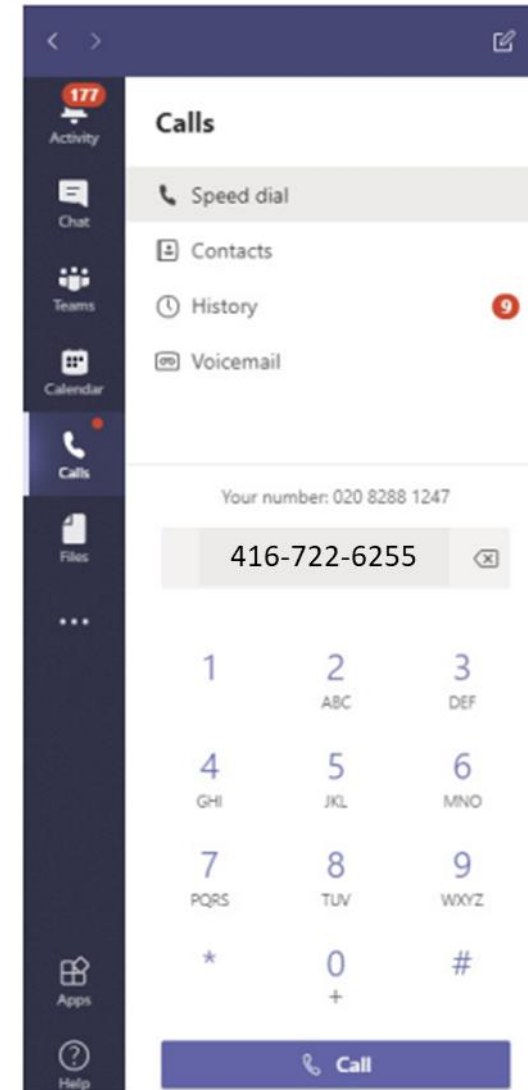 177
Activity
Chat
Teams
Calendar
Calls
Files
Apps
Help
Calls
Speed dial
Contacts
History 9
Voicemail
Your number: 020 8288 1247
416-722-6255
1 2 3
ABC DEF
4 5 6
GHI JKL MNO
7 8 9
PQRS TUV WXYZ
* 0 #
+
Call